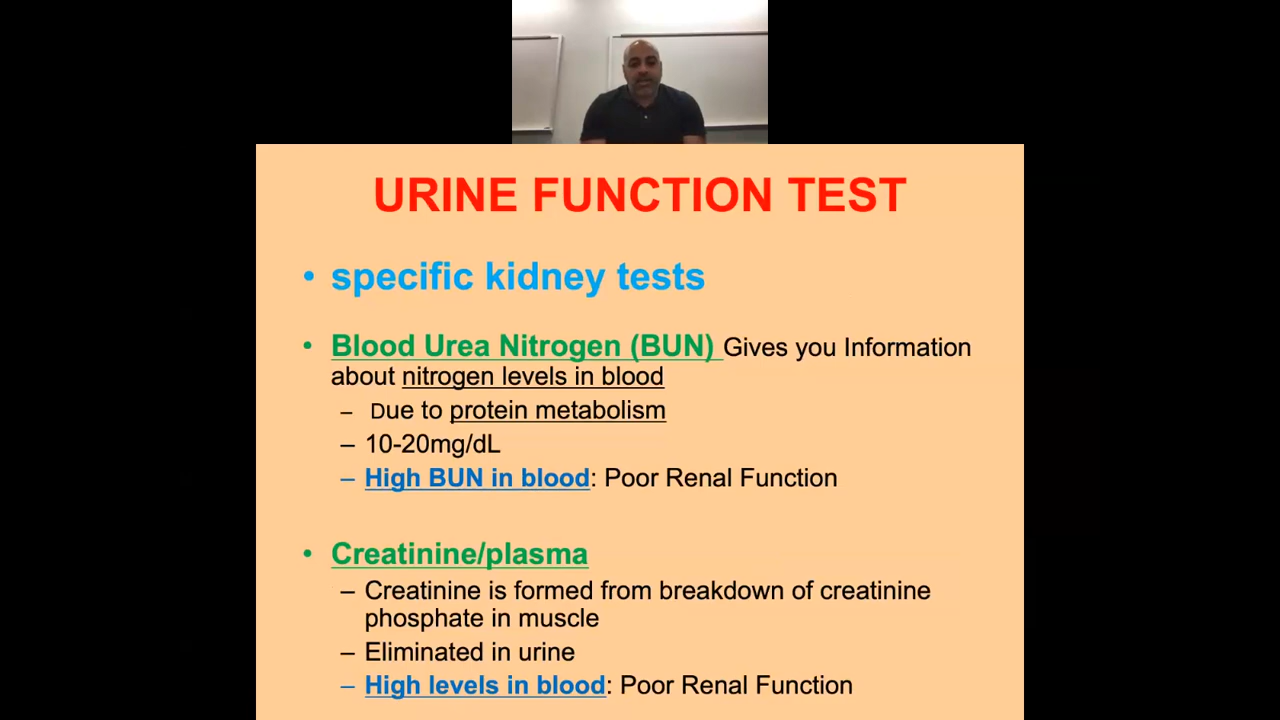 URINE FUNCTION TEST
• specific kidney tests
• Blood Urea Nitrogen (BUN) Gives you Information
about nitrogen levels in blood
– Due to protein metabolism
– 10-20mg/dL
– High BUN in blood: Poor Renal Function
• Creatinine/plasma
– Creatinine is formed from breakdown of creatinine
phosphate in muscle
– Eliminated in urine
– High levels in blood: Poor Renal Function